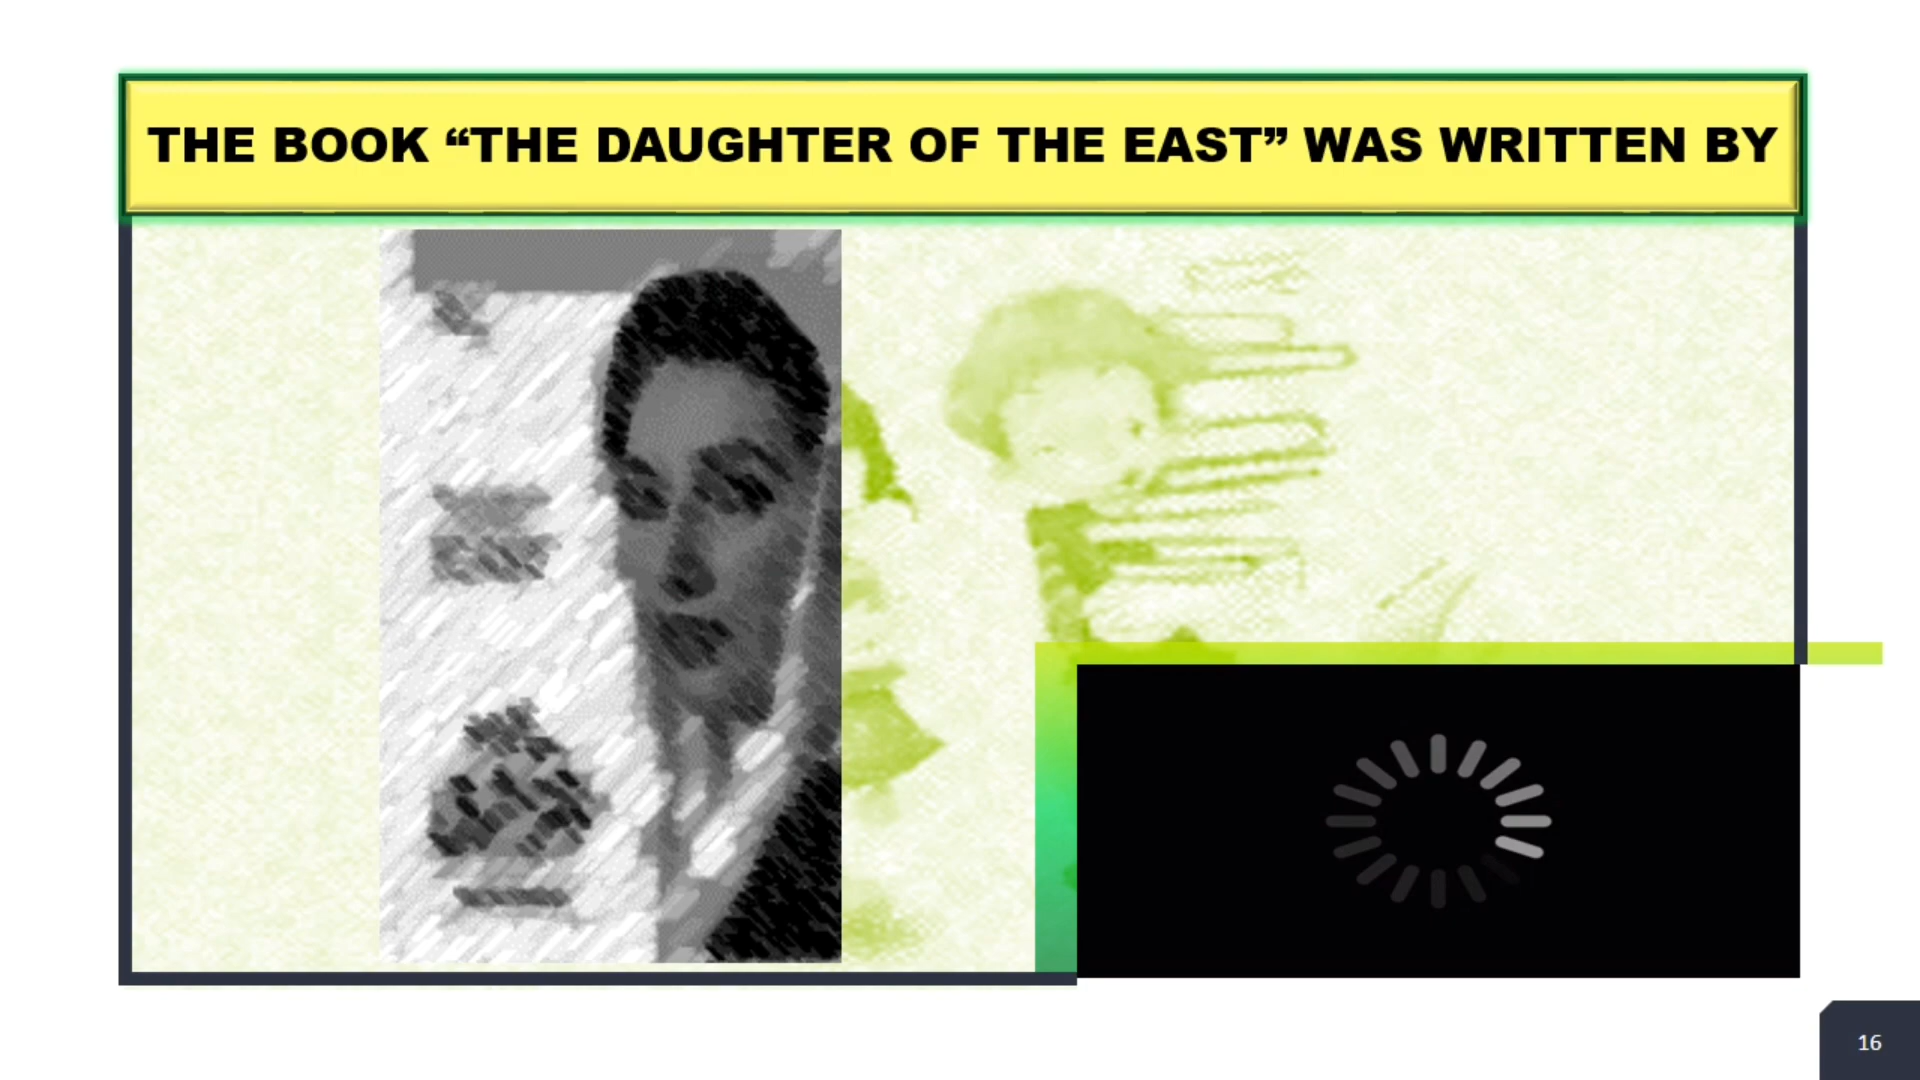 THE BOOK “THE DAUGHTER OF THE EAST” WAS WRITTEN BY
16